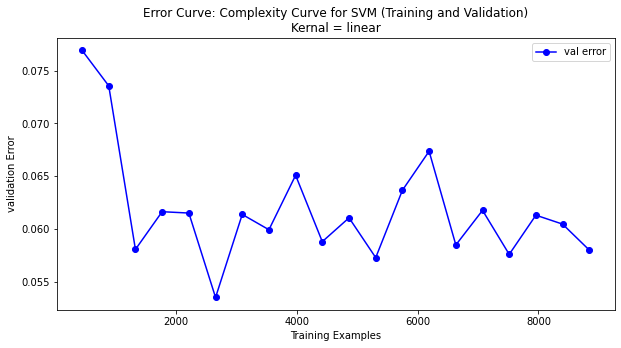 Error Curve: Complexity Curve for SVM (Training and Validation)
Kernal = linear
val error
validation Error
0.075
0.070
0.065
0.060
0.055
2000
4000
6000
8000
Training Examples